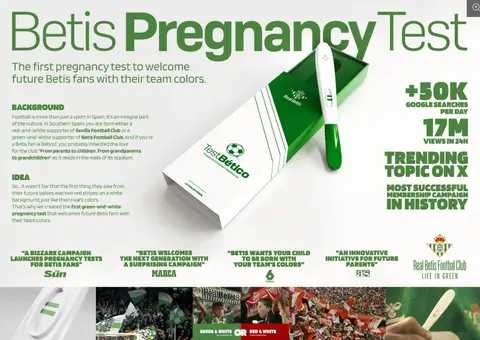 Betis Pregnancy Test
The first pregnancy test to welcome
future Betis fans with their team colors.
BACKGROUND
Football is more than just a sport in Spain, it's an integral part
of the culture. In Southern Spain, you are born either a
red-and-white supporter of Sevilla Football Club or a
green-and-white supporter of Betis Football Club. And if you're
a Betis fan (a Bético), you probably inherited the love
for the club "From parents to children. From grandparents
to grandchildren" as it reads in the walls of its stadium.
IDEA
So... It wasn't fair that the first thing they saw from
their future babies was two red stripes on a white
background, just like their rival's colors.
That's why we created the first green-and-white
pregnancy test that welcomes future Betis fans with
their team colors.
Real Betis
Test Bético
+50K
GOOGLE SEARCHES
PER DAY
17M
VIEWS IN 24H
TRENDING
TOPIC ON X
MOST SUCCESSFUL
MEMBERSHIP CAMPAIGN
IN HISTORY
"A BIZARRE CAMPAIGN
LAUNCHES PREGNANCY TESTS
FOR BETIS FANS"
The Sun
"BETIS WELCOMES
THE NEXT GENERATION WITH
A SURPRISING CAMPAIGN"
MARCA
"BETIS WANTS YOUR CHILD
TO BE BORN WITH
YOUR TEAM'S COLORS"
6
"AN INNOVATIVE
INITIATIVE FOR FUTURE
PARENTS"
Real Betis Football Club
LIFE IN GREEN
GREEN & WHITE OR RED & WHITE